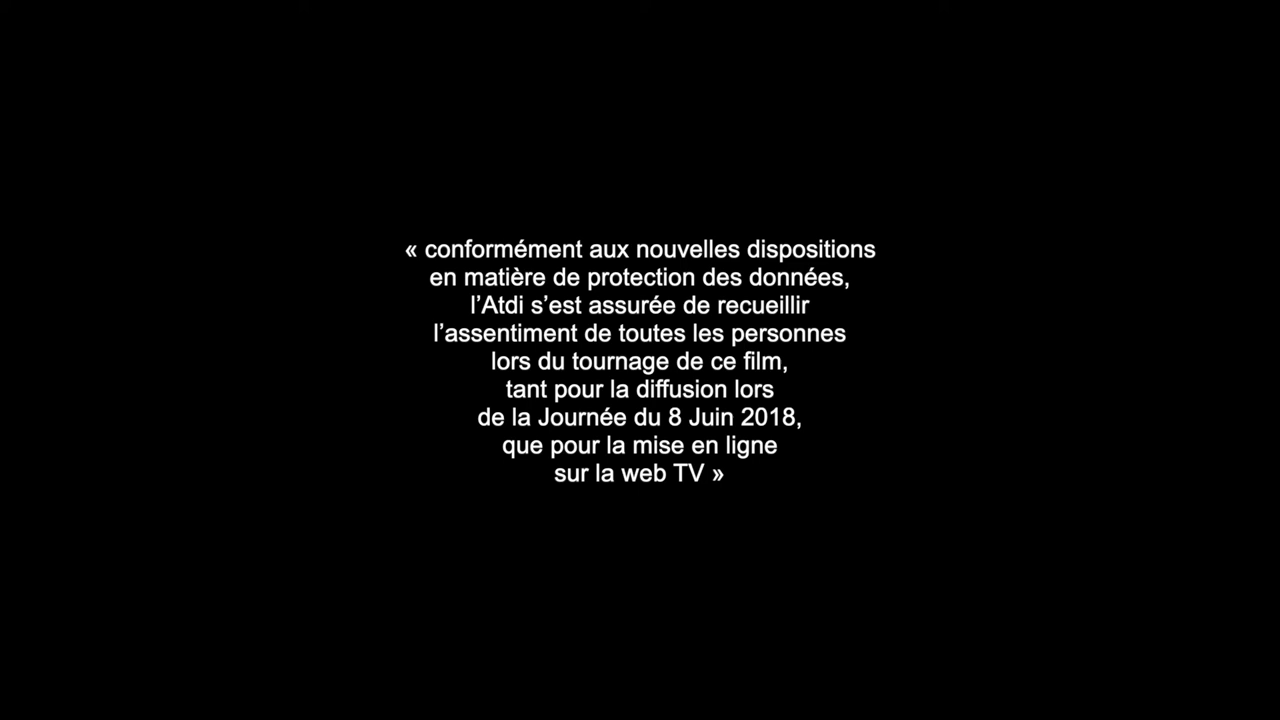 « conformément aux nouvelles dispositions
en matière de protection des données,
l’Atdi s’est assurée de recueillir
l’assentiment de toutes les personnes
lors du tournage de ce film,
tant pour la diffusion lors
de la Journée du 8 Juin 2018,
que pour la mise en ligne
sur la web TV »